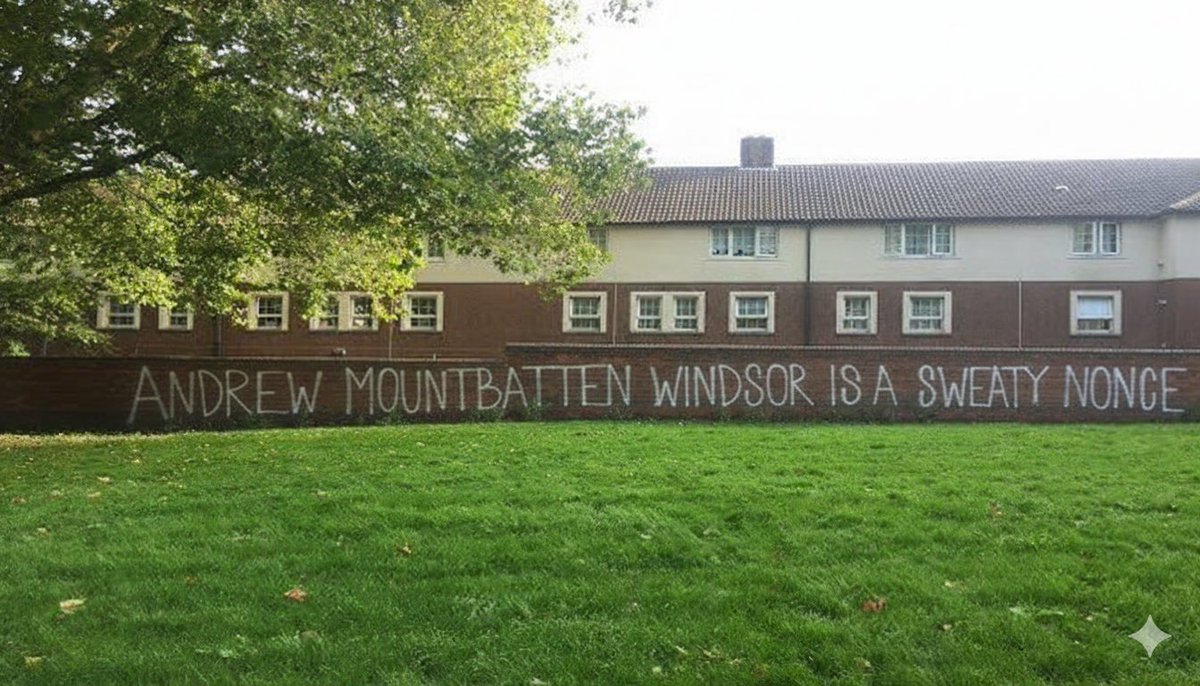 ANDREW MOUNTBATTEN WINDSOR IS A SWEATY NONCE